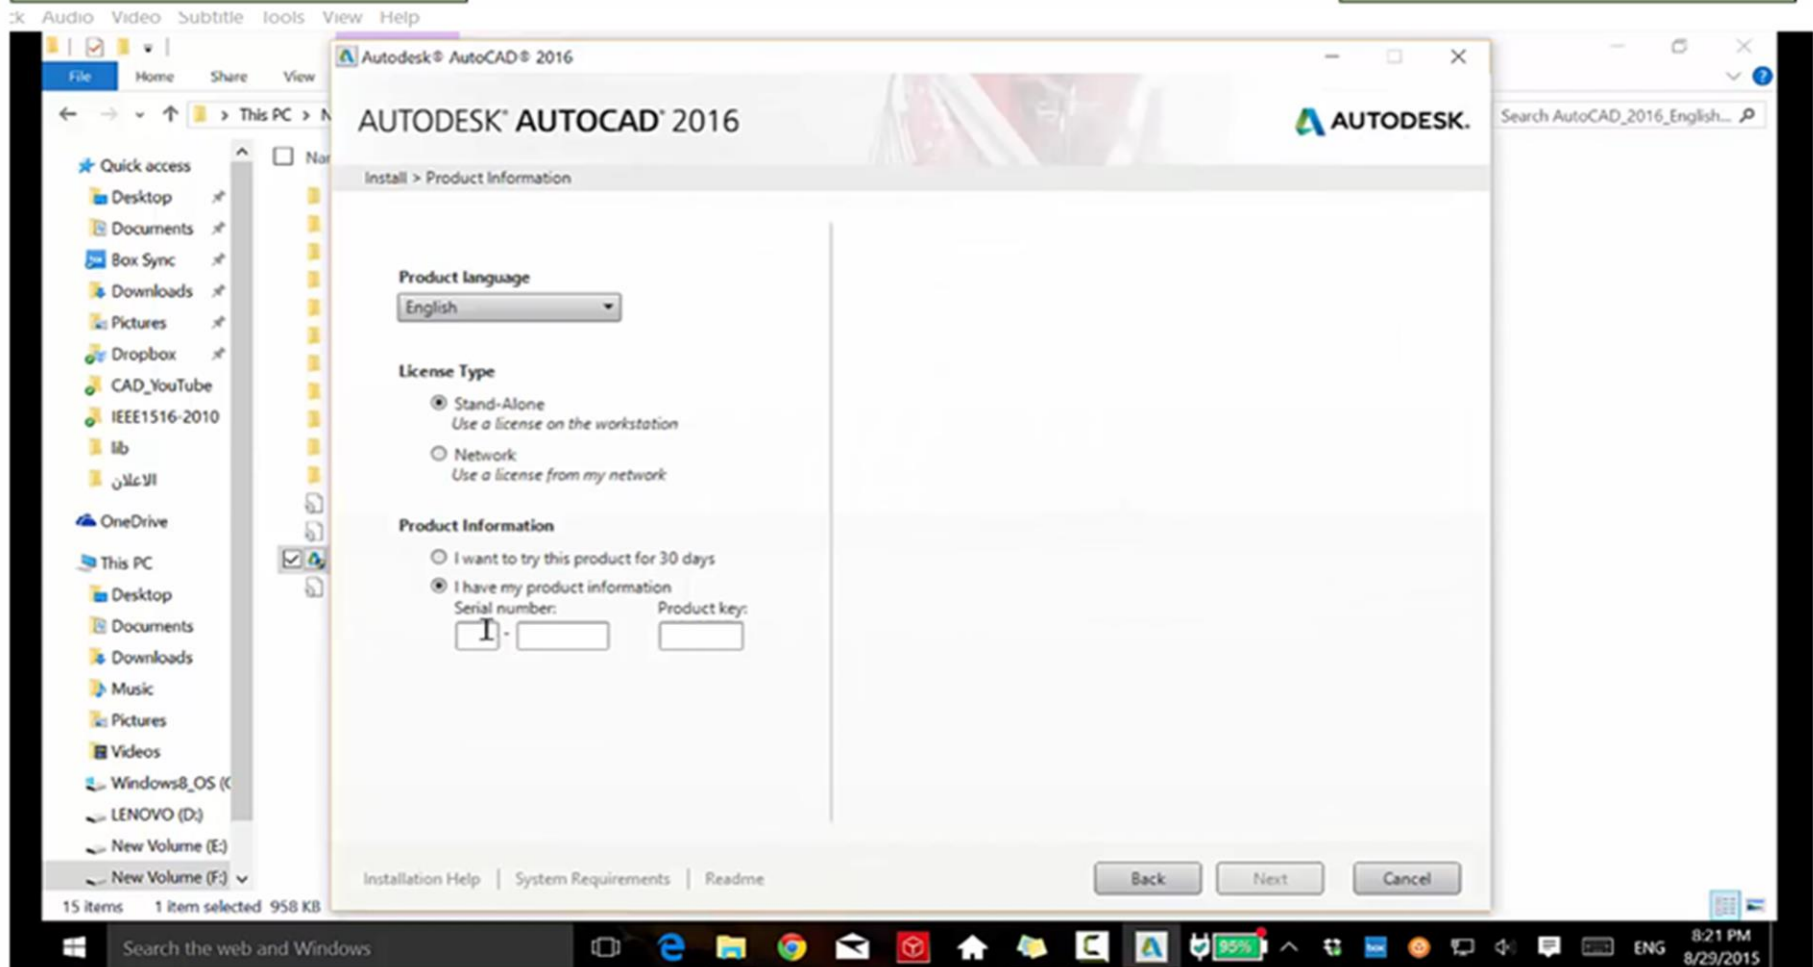 Audio Video Subtitle Tools View Help
Autodesk® AutoCAD® 2016
File Home Share View
This PC
Search AutoCAD_2016_English...
AUTODESK® AUTOCAD® 2016
AUTODESK.
Install > Product Information
Quick access
Desktop
Documents
Box Sync
Downloads
Pictures
Dropbox
CAD_YouTube
IEEE1516-2010
lib
الاعلان
OneDrive
This PC
Desktop
Documents
Downloads
Music
Pictures
Videos
Windows8_OS (C
LENOVO (D:)
New Volume (E:)
New Volume (F:)
15 items 1 item selected 958 KB
Product language
English
License Type
Stand-Alone
Use a license on the workstation
Network
Use a license from my network
Product Information
I want to try this product for 30 days
I have my product information
Serial number: Product key:
-
Installation Help | System Requirements | Readme
Back Next Cancel
Search the web and Windows
95%
box
ENG
8:21 PM
8/29/2015